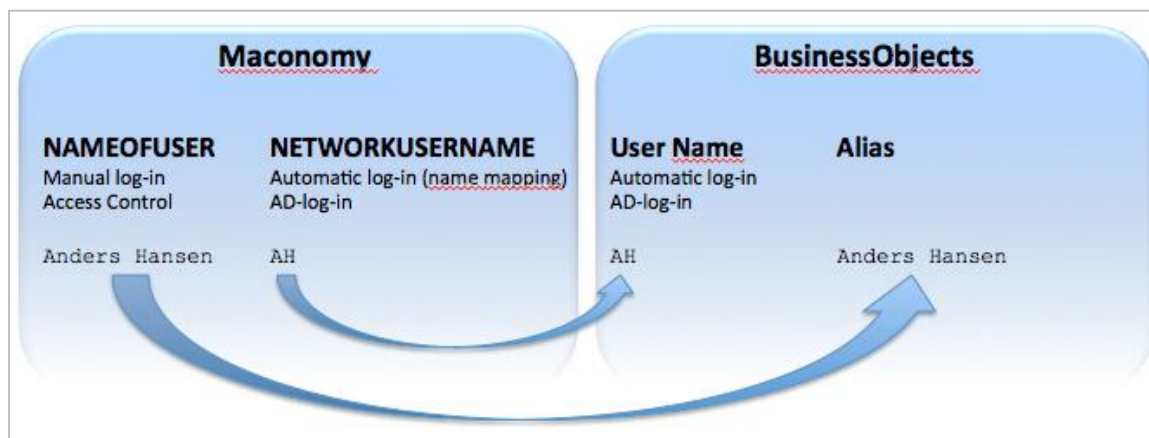 Maconomy
NAMEOFUSER
Manual log-in
Access Control
Anders Hansen
NETWORKUSERNAME
Automatic log-in (name mapping)
AD-log-in
AH
BusinessObjects
User Name
Automatic log-in
AD-log-in
AH
Alias
Anders Hansen